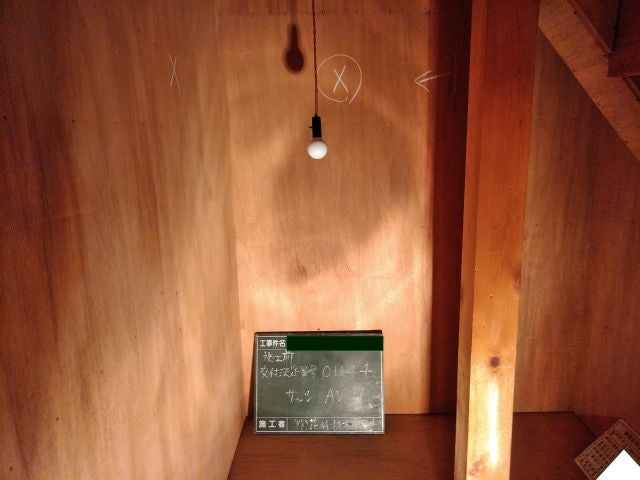 X
X
←
工事件名
施工前
交付決定番号 011-14
サッシ AW
施工者